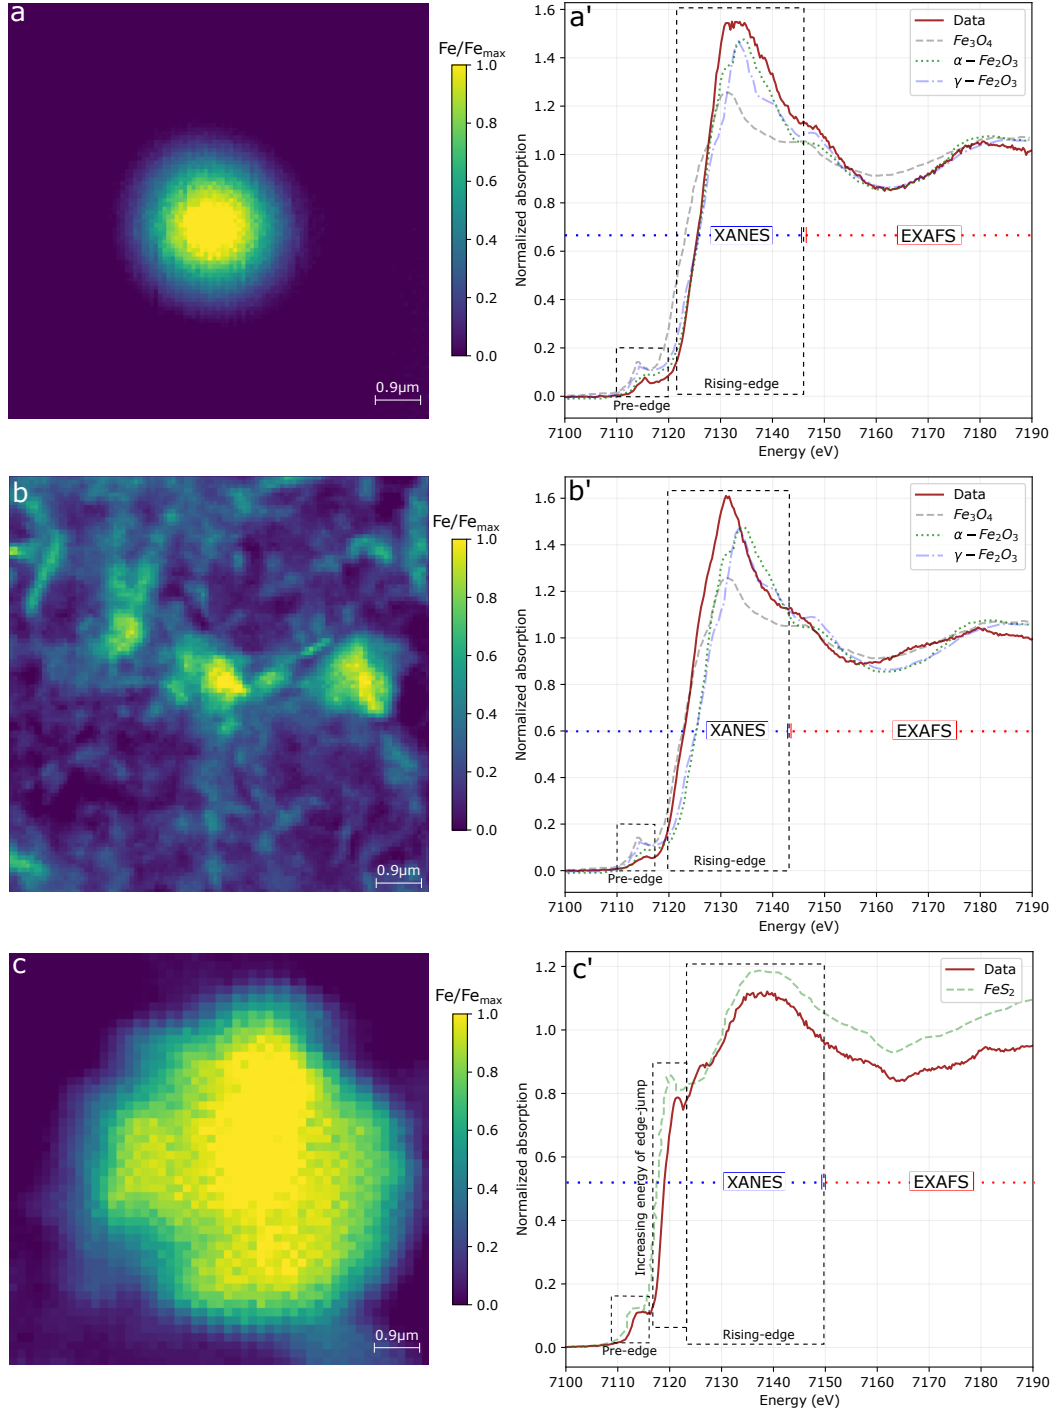 a
Fe/Fe_max
1.0
0.8
0.6
0.4
0.2
0.0
0.9μm
a'
Normalized absorption
1.6
1.4
1.2
1.0
0.8
0.6
0.4
0.2
0.0
Data
Fe₃O₄
α − Fe₂O₃
γ − Fe₂O₃
XANES
EXAFS
Rising-edge
Pre-edge
7100 7110 7120 7130 7140 7150 7160 7170 7180 7190
Energy (eV)
b
Fe/Fe_max
1.0
0.8
0.6
0.4
0.2
0.0
0.9μm
b'
Normalized absorption
1.6
1.4
1.2
1.0
0.8
0.6
0.4
0.2
0.0
Data
Fe₃O₄
α − Fe₂O₃
γ − Fe₂O₃
XANES
EXAFS
Rising-edge
Pre-edge
7100 7110 7120 7130 7140 7150 7160 7170 7180 7190
Energy (eV)
c
Fe/Fe_max
1.0
0.8
0.6
0.4
0.2
0.0
0.9μm
c'
Normalized absorption
1.2
1.0
0.8
0.6
0.4
0.2
0.0
Data
FeS₂
Increasing energy of edge-jump
XANES
EXAFS
Rising-edge
Pre-edge
7100 7110 7120 7130 7140 7150 7160 7170 7180 7190
Energy (eV)